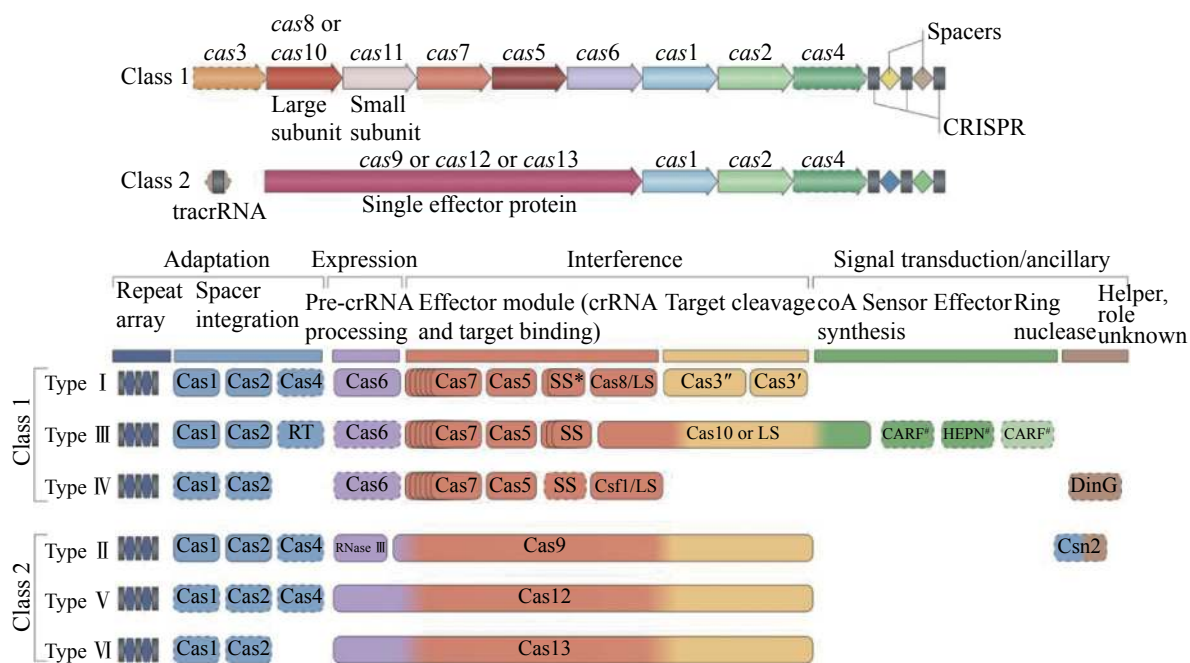 cas8 or
cas3 cas10 cas11 cas7 cas5 cas6 cas1 cas2 cas4 Spacers
Class 1
Large subunit Small subunit
CRISPR
cas9 or cas12 or cas13 cas1 cas2 cas4
Class 2
tracrRNA Single effector protein
Adaptation Expression Interference Signal transduction/ancillary
Repeat array Spacer integration Pre-crRNA processing Effector module (crRNA and target binding) Target cleavage coA synthesis Sensor Effector Ring nuclease Helper, role unknown
Class 1
Type Ⅰ Cas1 Cas2 Cas4 Cas6 Cas7 Cas5 SS* Cas8/LS Cas3″ Cas3′
Type Ⅲ Cas1 Cas2 RT Cas6 Cas7 Cas5 SS Cas10 or LS CARF# HEPN# CARF#
Type Ⅳ Cas1 Cas2 Cas6 Cas7 Cas5 SS Csf1/LS DinG
Class 2
Type Ⅱ Cas1 Cas2 Cas4 RNase Ⅲ Cas9 Csn2
Type Ⅴ Cas1 Cas2 Cas4 Cas12
Type Ⅵ Cas1 Cas2 Cas13